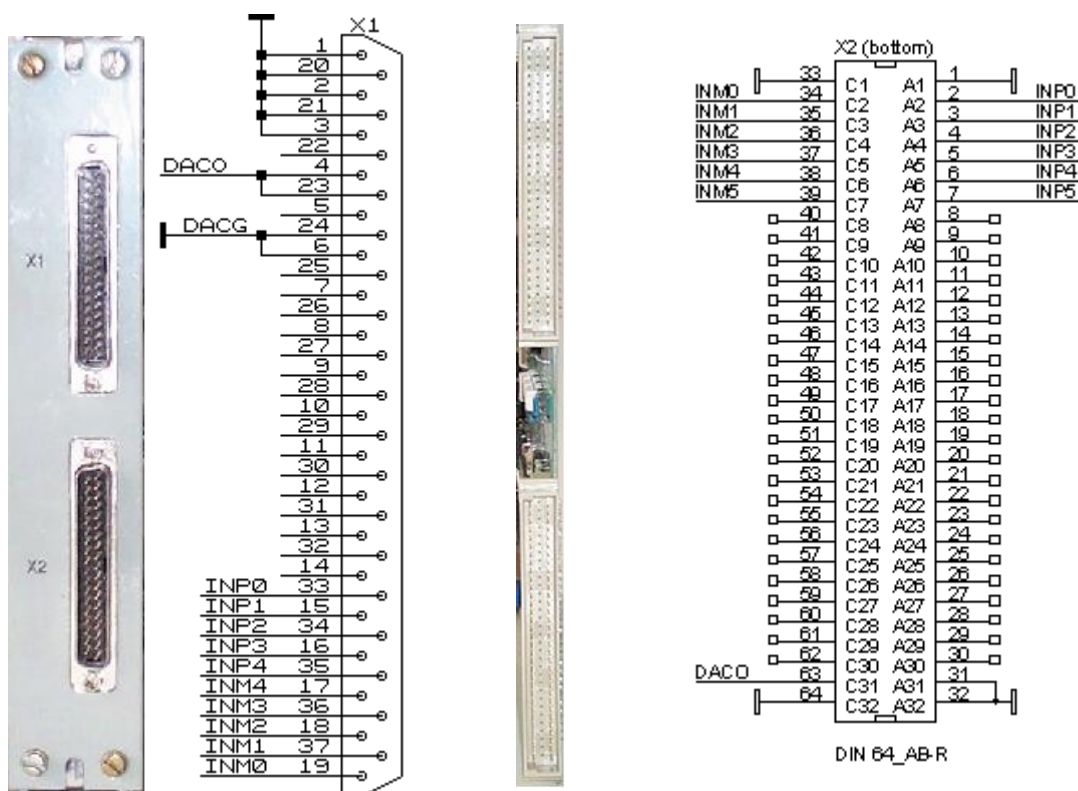 X1
X2
X1
1
20
2
21
3
22
DACO 4
23
5
DACG 24
6
25
7
26
8
27
9
28
10
29
11
30
12
31
13
32
14
INP0 33
INP1 15
INP2 34
INP3 16
INP4 35
INM4 17
INM3 36
INM2 18
INM1 37
INM0 19
X2 (bottom)
33 C1 A1 1
INM0 34 C2 A2 2 INP0
INM1 35 C3 A3 3 INP1
INM2 36 C4 A4 4 INP2
INM3 37 C5 A5 5 INP3
INM4 38 C6 A6 6 INP4
INM5 39 C7 A7 7 INP5
40 C8 A8 8
41 C9 A9 9
42 C10 A10 10
43 C11 A11 11
44 C12 A12 12
45 C13 A13 13
46 C14 A14 14
47 C15 A15 15
48 C16 A16 16
49 C17 A17 17
50 C18 A18 18
51 C19 A19 19
52 C20 A20 20
53 C21 A21 21
54 C22 A22 22
55 C23 A23 23
56 C24 A24 24
57 C25 A25 25
58 C26 A26 26
59 C27 A27 27
60 C28 A28 28
61 C29 A29 29
62 C30 A30 30
DACO 63 C31 A31 31
64 C32 A32 32
DIN 64_AB-R